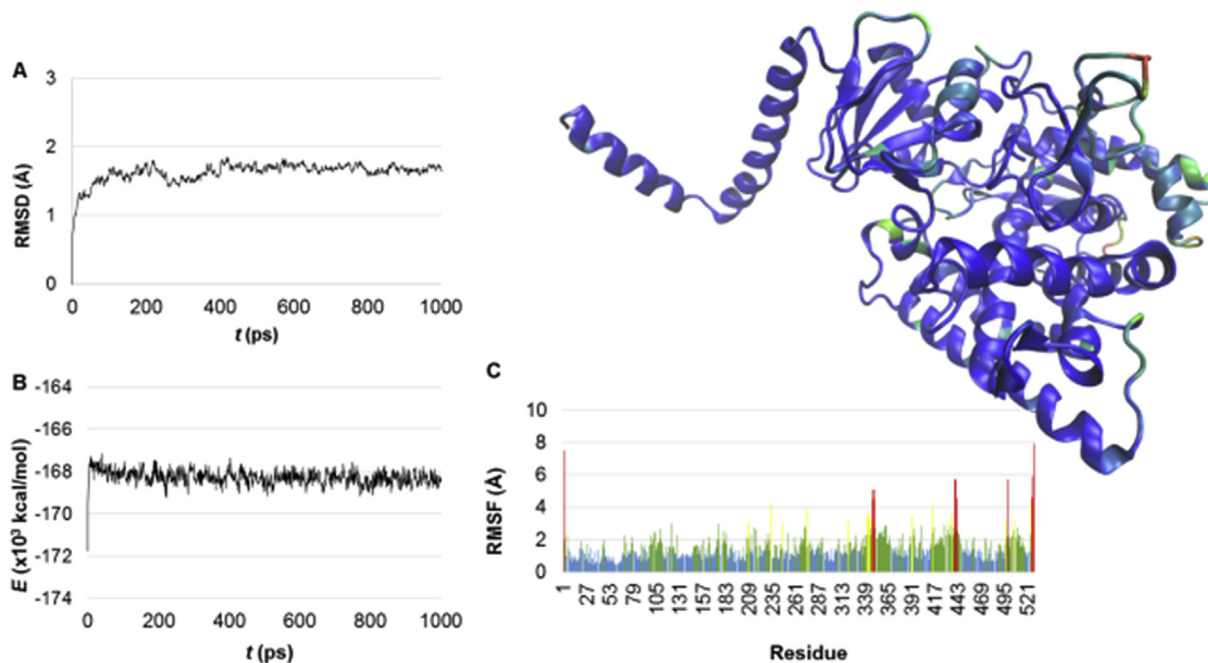 A
3
2
1
0
RMSD (Å)
0 200 400 600 800 1000
t (ps)
B
-164
-166
-168
-170
-172
-174
E (x10³ kcal/mol)
0 200 400 600 800 1000
t (ps)
C
10
8
6
4
2
0
RMSF (Å)
1 27 53 79 105 131 157 183 209 235 261 287 313 339 365 391 417 443 469 495 521
Residue